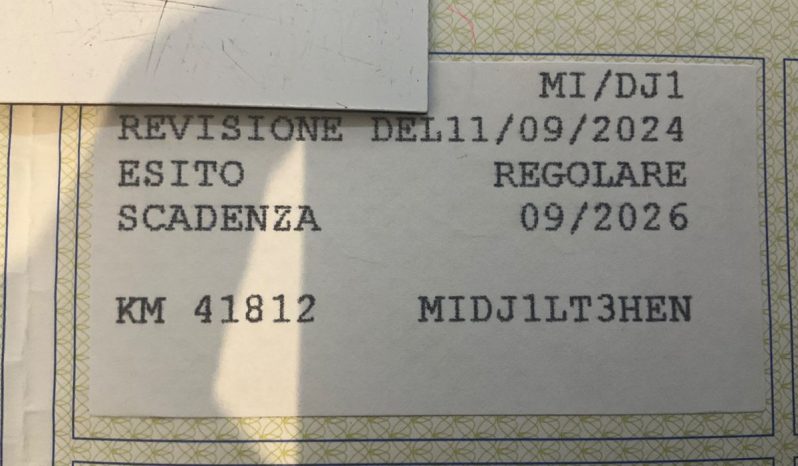 MI/DJ1
REVISIONE DEL11/09/2024
ESITO REGOLARE
SCADENZA 09/2026
KM 41812 MIDJ1LT3HEN